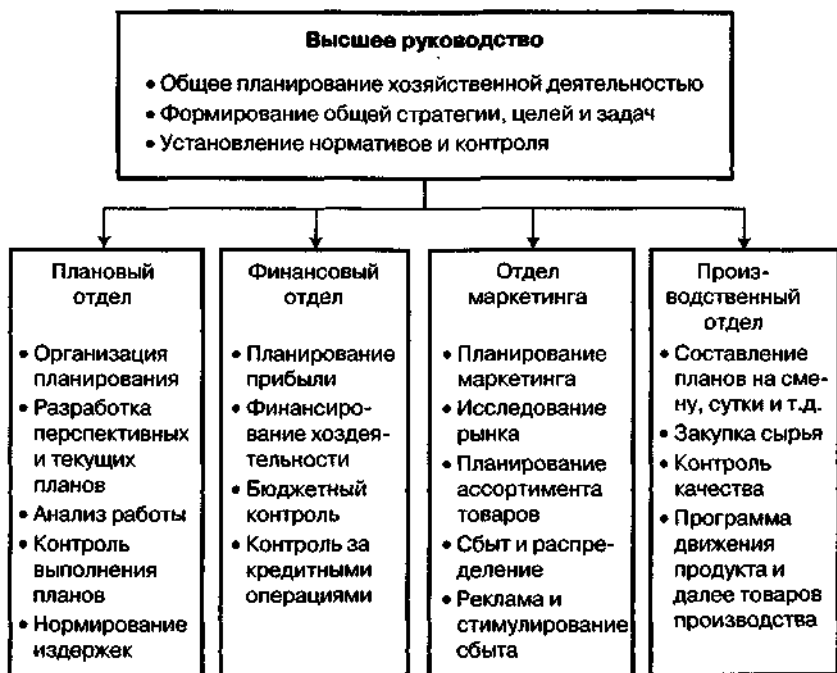 Высшее руководство
• Общее планирование хозяйственной деятельностью
• Формирование общей стратегии, целей и задач
• Установление нормативов и контроля
Плановый
отдел
• Организация
планирования
• Разработка
перспективных
и текущих
планов
• Анализ работы
• Контроль
выполнения
планов
• Нормирование
издержек
Финансовый
отдел
• Планирование
прибыли
• Финансиро-
вание хоздея-
тельности
• Бюджетный
контроль
• Контроль за
кредитными
операциями
Отдел
маркетинга
• Планирование
маркетинга
• Исследование
рынка
• Планирование
ассортимента
товаров
• Сбыт и распре-
деление
• Реклама и
стимулирование
сбыта
Произ-
водственный
отдел
• Составление
планов на сме-
ну, сутки и т.д.
• Закупка сырья
• Контроль
качества
• Программа
движения
продукта и
далее товаров
производства